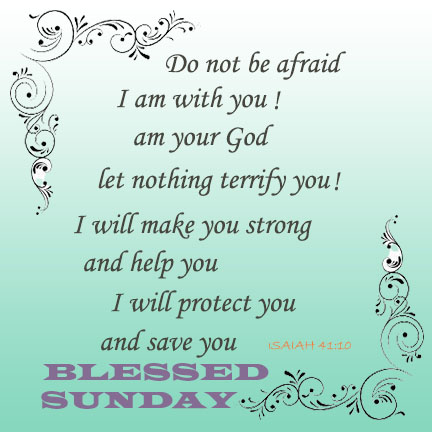 Do not be afraid
I am with you !
am your God
let nothing terrify you!
I will make you strong
and help you
I will protect you
and save you ISAIAH 41:10
BLESSED
SUNDAY